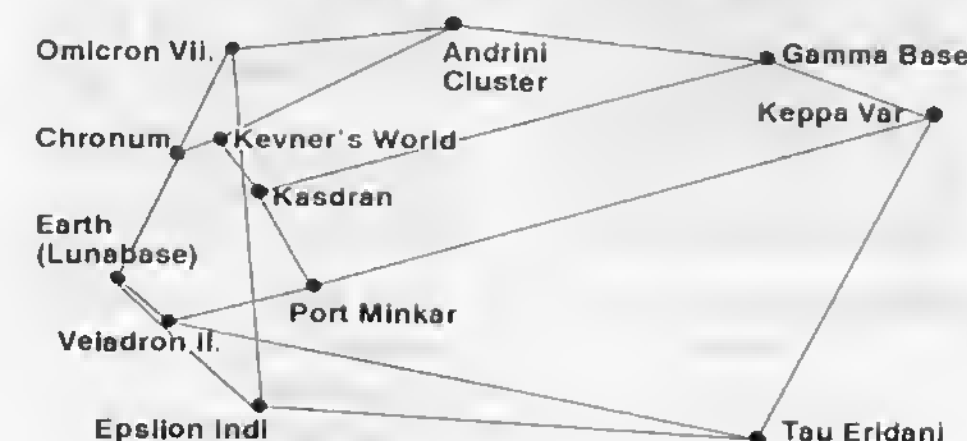 Omicron Vii.
Andrini
Cluster
Gamma Base
Keppa Var
Chronum
Kevner's World
Kasdran
Earth
(Lunabase)
Port Minkar
Veladron II.
Epslion Indi
Tau Eridani